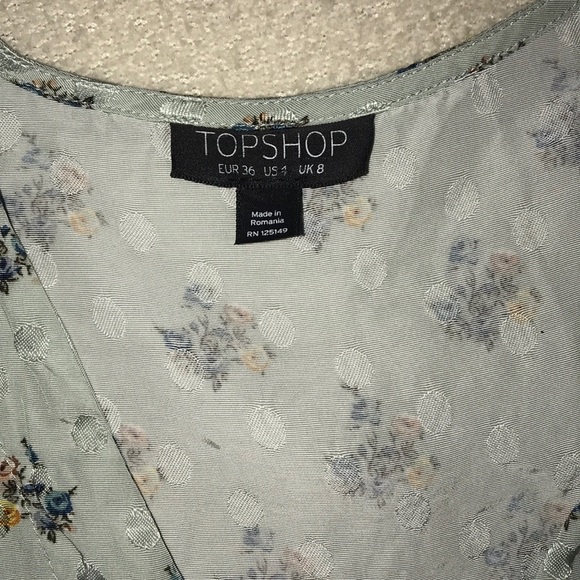 TOPSHOP
EUR 36 US 4 UK 8
Made in
Romania
RN 125149